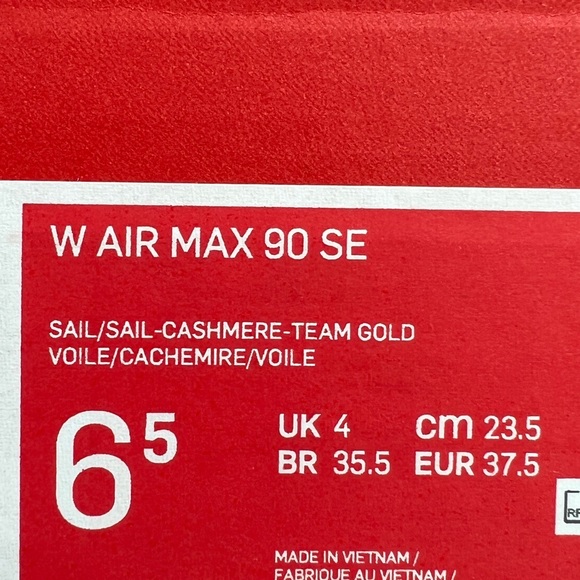 W AIR MAX 90 SE
SAIL/SAIL-CASHMERE-TEAM GOLD
VOILE/CACHEMIRE/VOILE
6⁵
UK 4 cm 23.5
BR 35.5 EUR 37.5
MADE IN VIETNAM /
FABRIQUÉ AU VIETNAM /